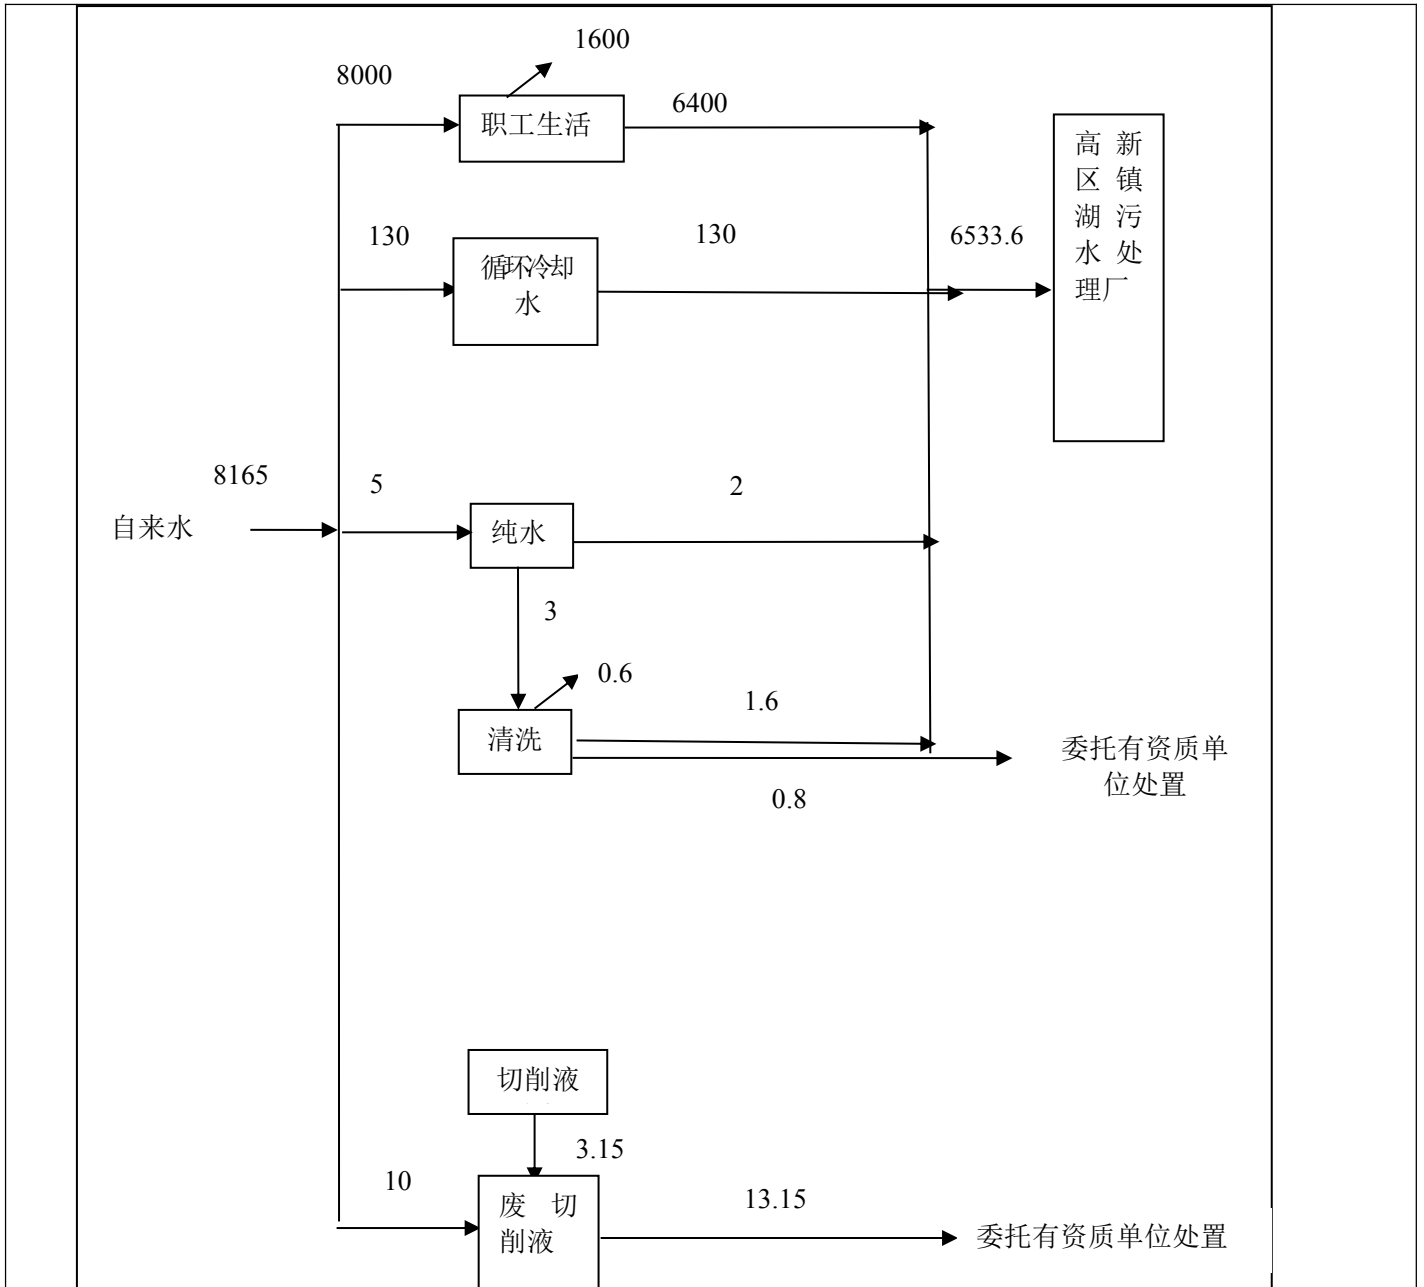 1600
8000
职工生活
6400
高 新
区 镇
湖 污
水 处
理厂
130
循环冷却
水
130
6533.6
8165
自来水
5
纯水
2
3
0.6
清洗
1.6
0.8
委托有资质单
位处置
切削液
3.15
10
废 切
削液
13.15
委托有资质单位处置